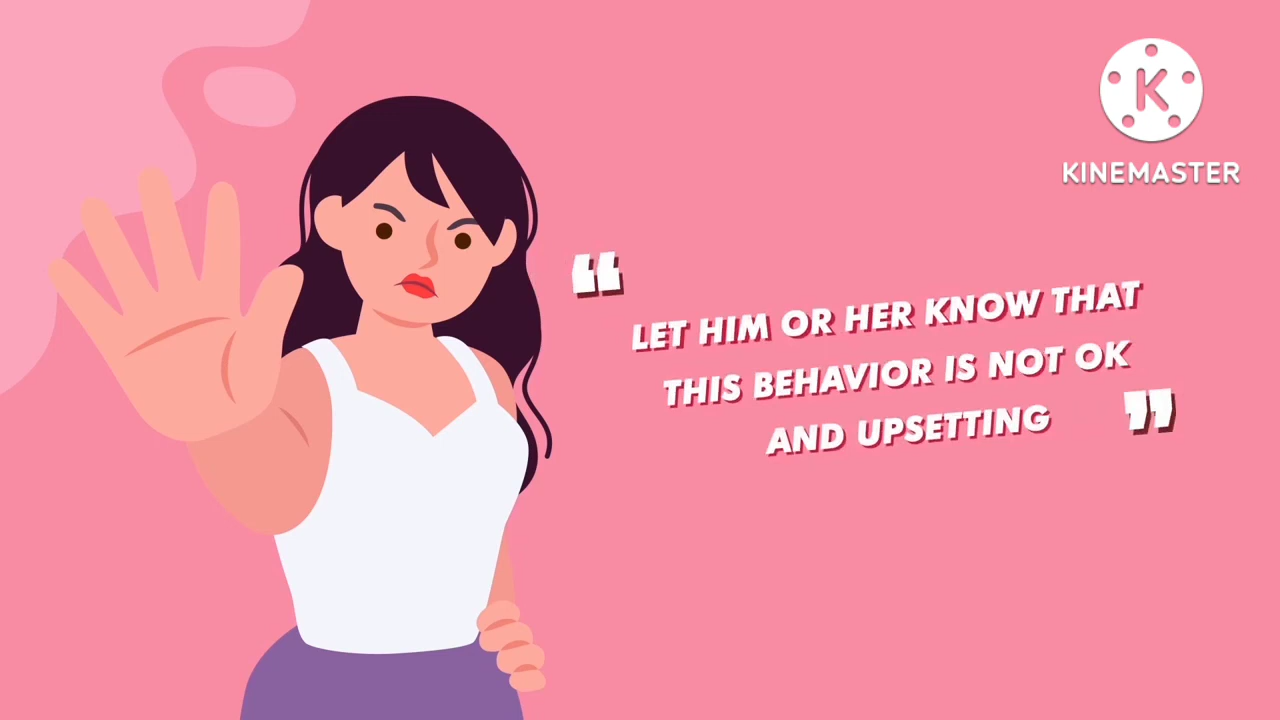 K
KINEMASTER
“
LET HIM OR HER KNOW THAT
THIS BEHAVIOR IS NOT OK
AND UPSETTING
”